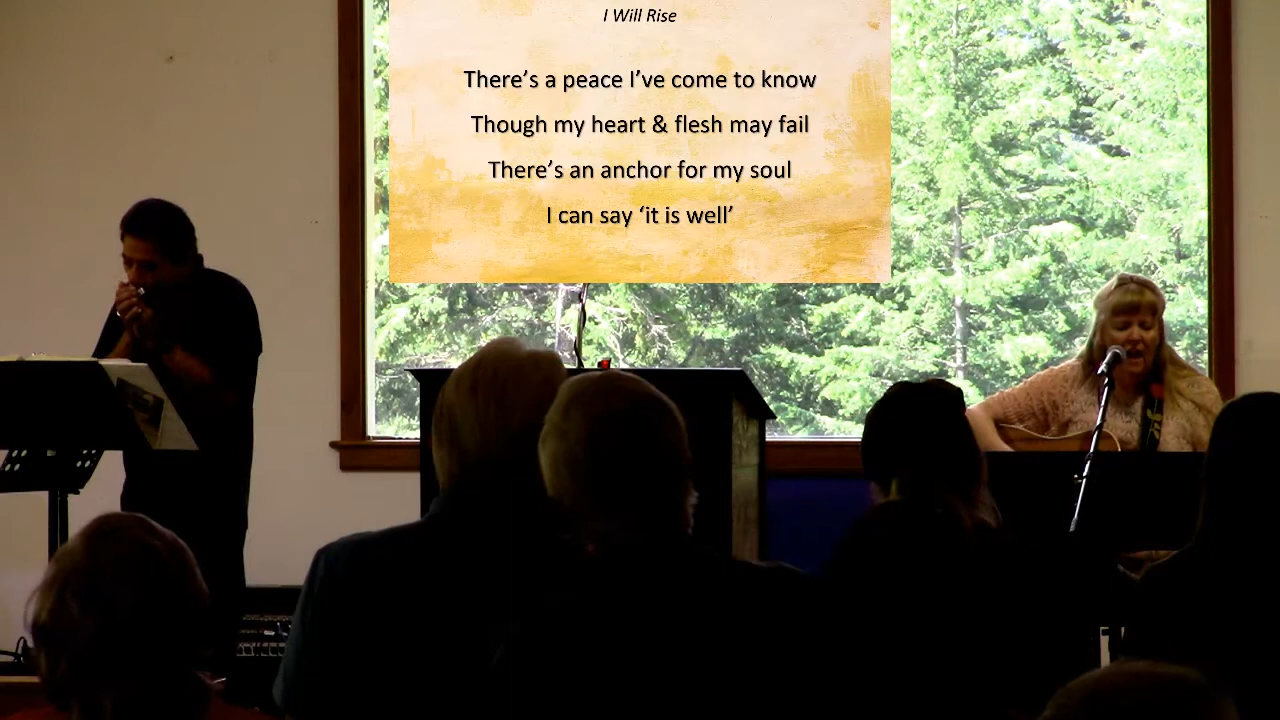 I Will Rise
There’s a peace I’ve come to know
Though my heart & flesh may fail
There’s an anchor for my soul
I can say ‘it is well’